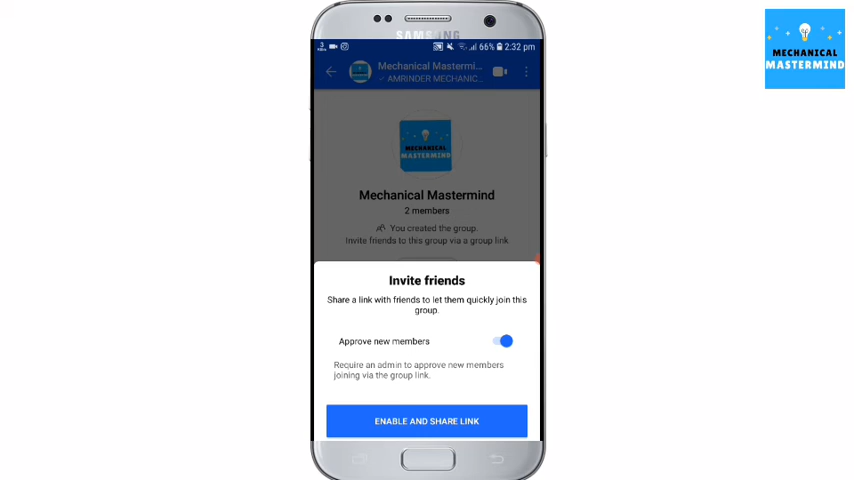 SAMSUNG
3
66% 2:32 pm
Mechanical Mastermi...
✓ AMRINDER MECHANIC...
MECHANICAL
MASTERMIND
MECHANICAL
MASTERMIND
Mechanical Mastermind
2 members
You created the group.
Invite friends to this group via a group link
Invite friends
Share a link with friends to let them quickly join this
group.
Approve new members
Require an admin to approve new members
joining via the group link.
ENABLE AND SHARE LINK